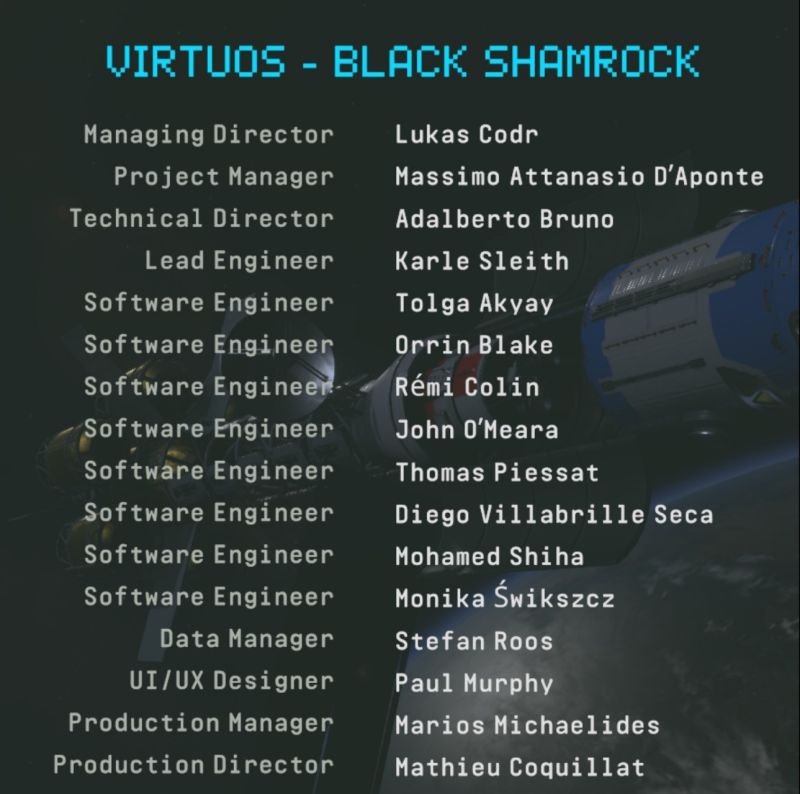 VIRTUOS - BLACK SHAMROCK
Managing Director Lukas Codr
Project Manager Massimo Attanasio D'Aponte
Technical Director Adalberto Bruno
Lead Engineer Karle Sleith
Software Engineer Tolga Akyay
Software Engineer Orrin Blake
Software Engineer Rémi Colin
Software Engineer John O'Meara
Software Engineer Thomas Piessat
Software Engineer Diego Villabrille Seca
Software Engineer Mohamed Shiha
Software Engineer Monika Świkszcz
Data Manager Stefan Roos
UI/UX Designer Paul Murphy
Production Manager Marios Michaelides
Production Director Mathieu Coquillat